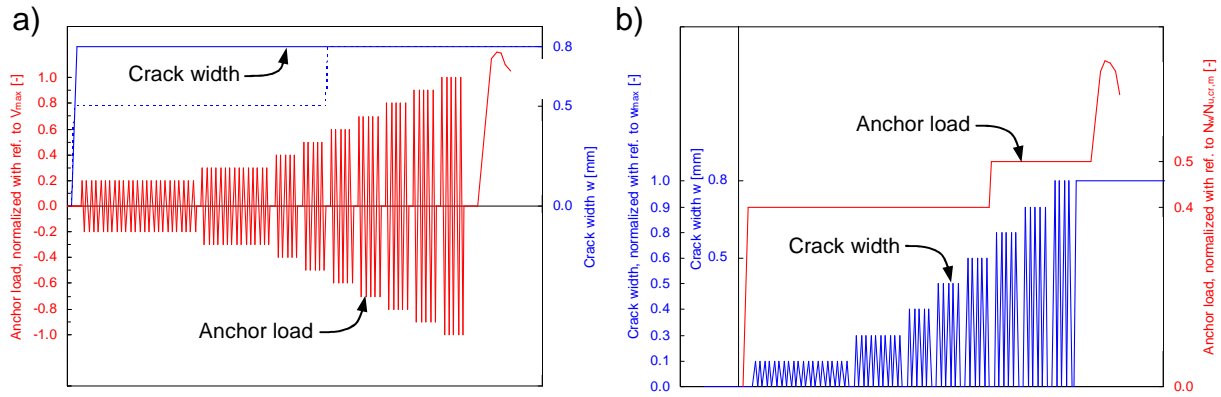 a)
Anchor load, normalized with ref. to Vmax [-]
1.0
0.8
0.6
0.4
0.2
0.0
-0.2
-0.4
-0.6
-0.8
-1.0
Crack width
Anchor load
0.8
0.5
0.0
Crack width w [mm]
b)
Crack width, normalized with ref. to wmax [-]
1.0
0.9
0.8
0.7
0.6
0.5
0.4
0.3
0.2
0.1
0.0
Crack width w [mm]
0.8
0.5
Anchor load
Crack width
0.5
0.4
0.0
Anchor load, normalized with ref. to Nw/Nu,cr,m [-]